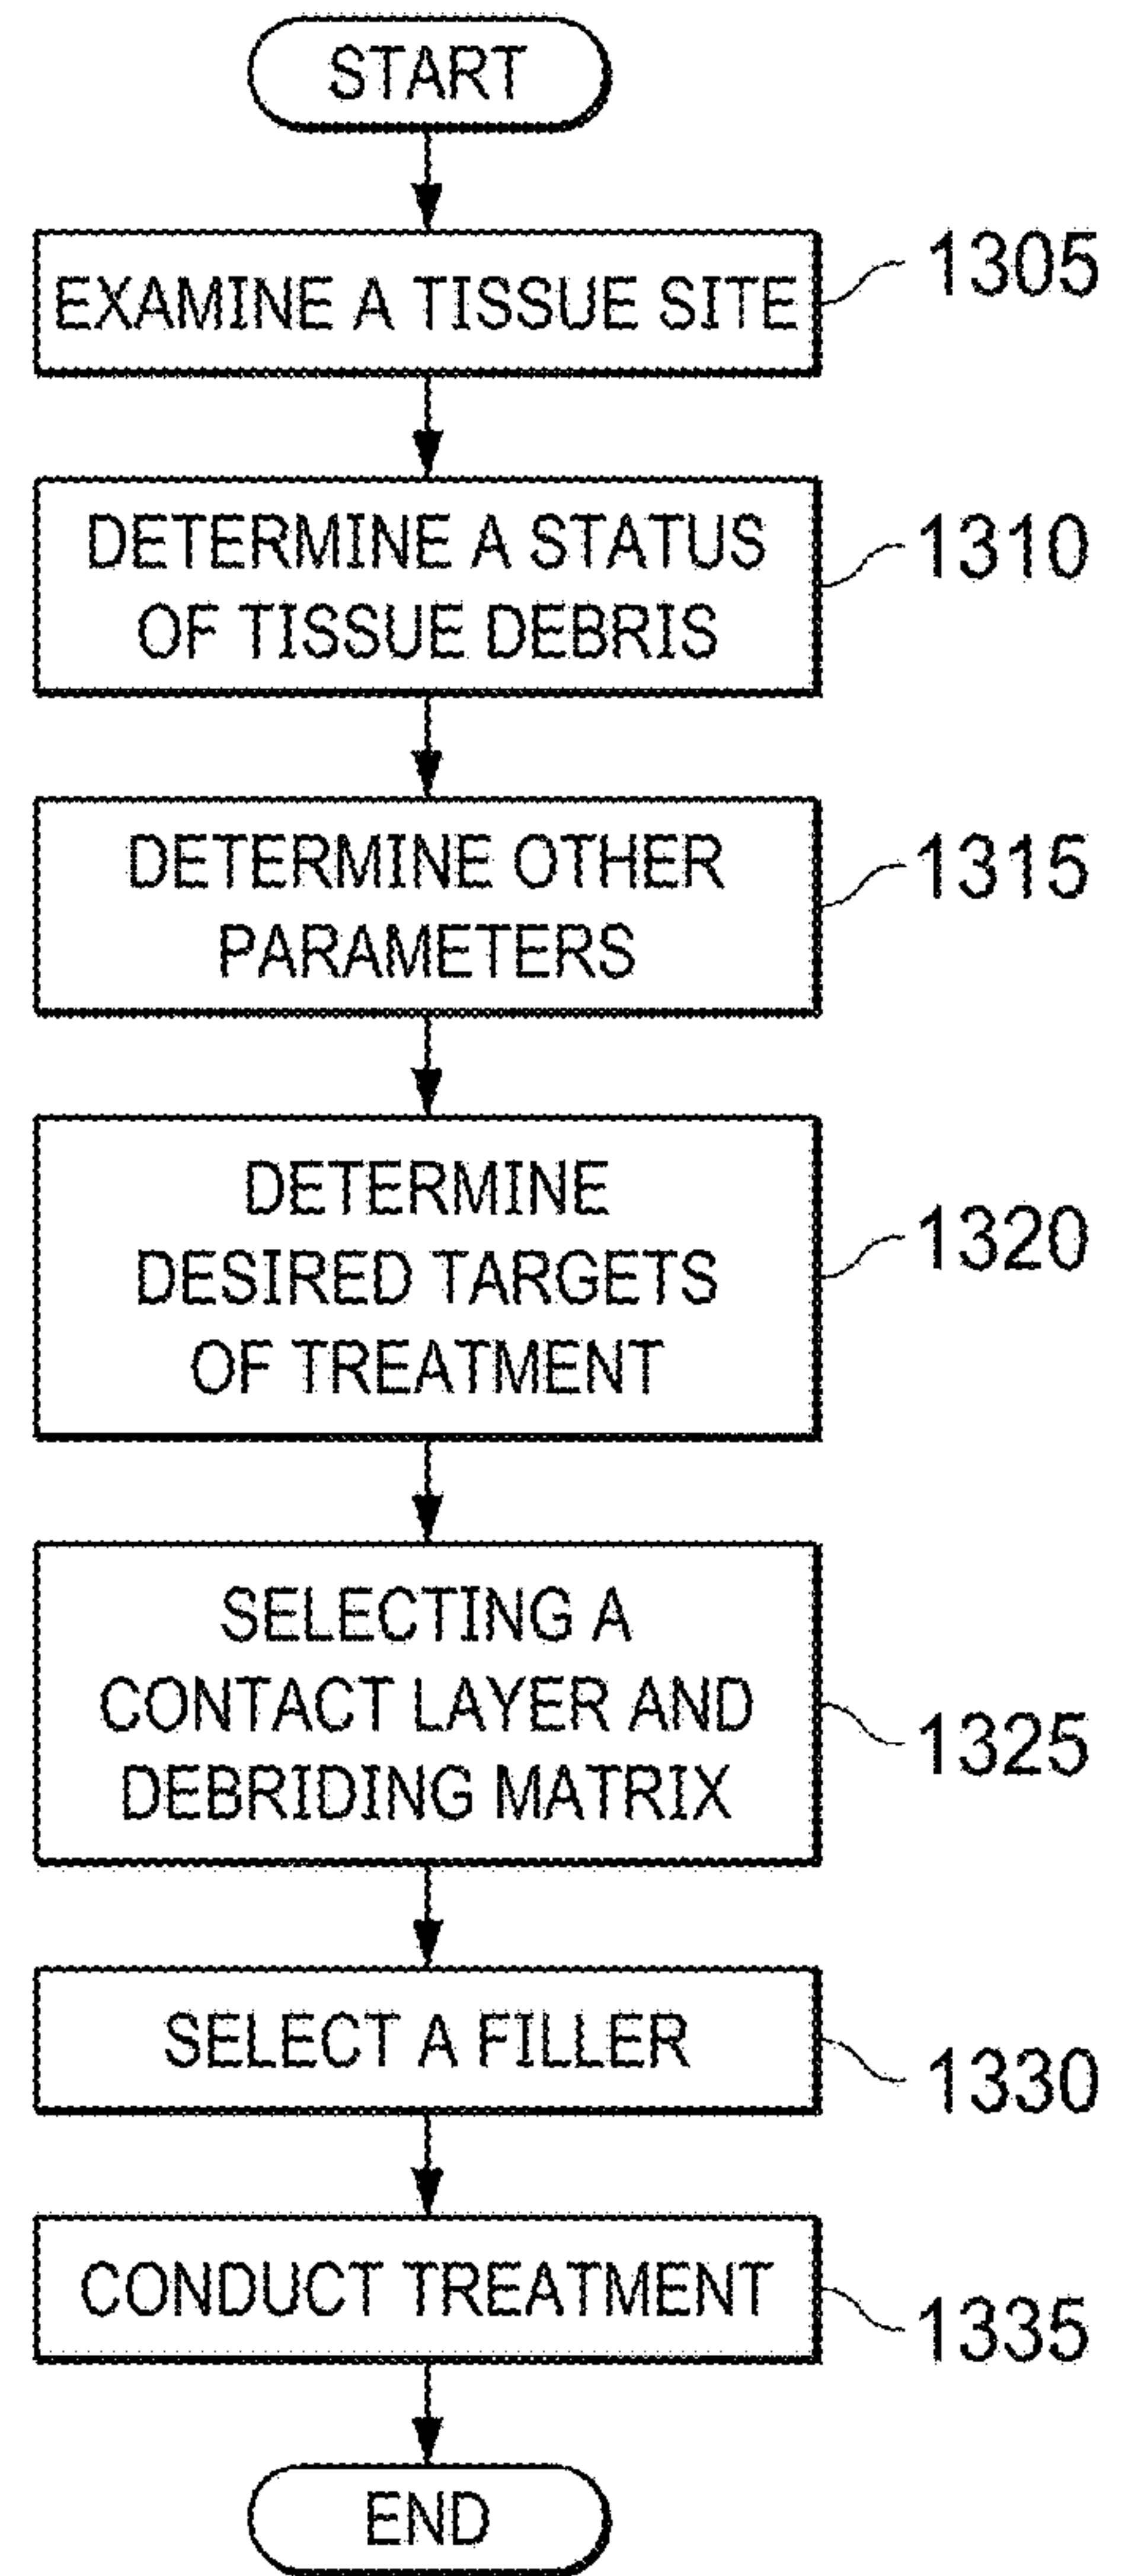 START
EXAMINE A TISSUE SITE
1305
DETERMINE A STATUS
OF TISSUE DEBRIS
1310
DETERMINE OTHER
PARAMETERS
1315
DETERMINE
DESIRED TARGETS
OF TREATMENT
1320
SELECTING A
CONTACT LAYER AND
DEBRIDING MATRIX
1325
SELECT A FILLER
1330
CONDUCT TREATMENT
1335
END